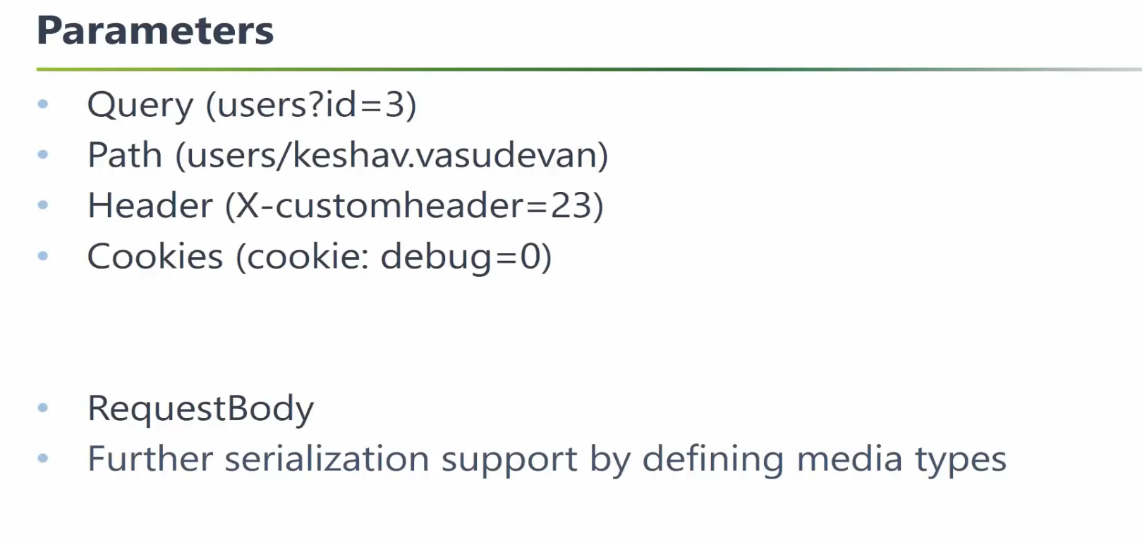 Parameters
• Query (users?id=3)
• Path (users/keshav.vasudevan)
• Header (X-customheader=23)
• Cookies (cookie: debug=0)
• RequestBody
• Further serialization support by defining media types